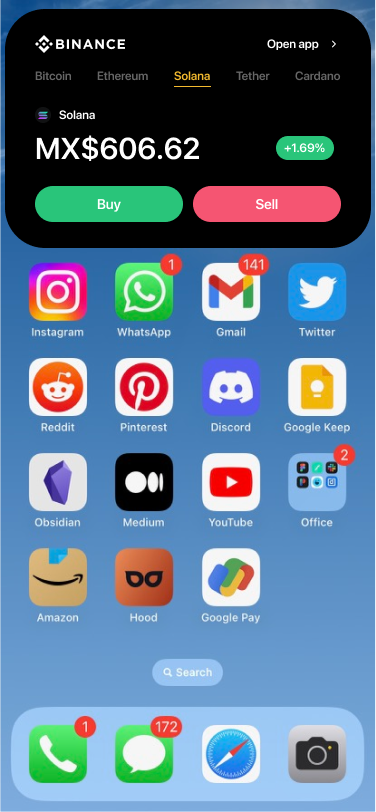 BINANCE
Open app >
Bitcoin Ethereum Solana Tether Cardano
Solana
MX$606.62
+1.69%
Buy Sell
1 141
Instagram WhatsApp Gmail Twitter
Reddit Pinterest Discord Google Keep
2
Obsidian Medium YouTube Office
Amazon Hood Google Pay
Search
1 172